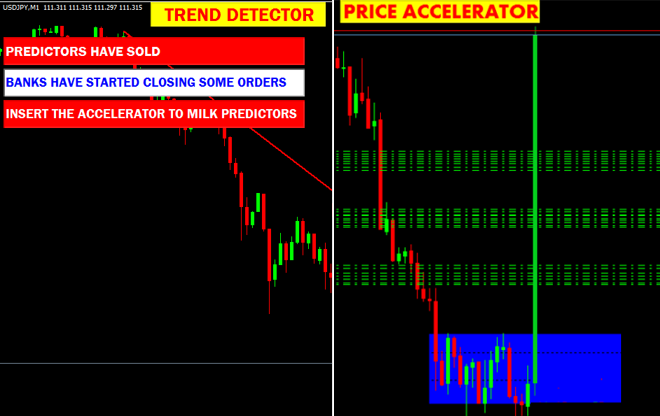 USDJPY,M1 111.311 111.315 111.297 111.315
TREND DETECTOR
PREDICTORS HAVE SOLD
BANKS HAVE STARTED CLOSING SOME ORDERS
INSERT THE ACCELERATOR TO MILK PREDICTORS
PRICE ACCELERATOR